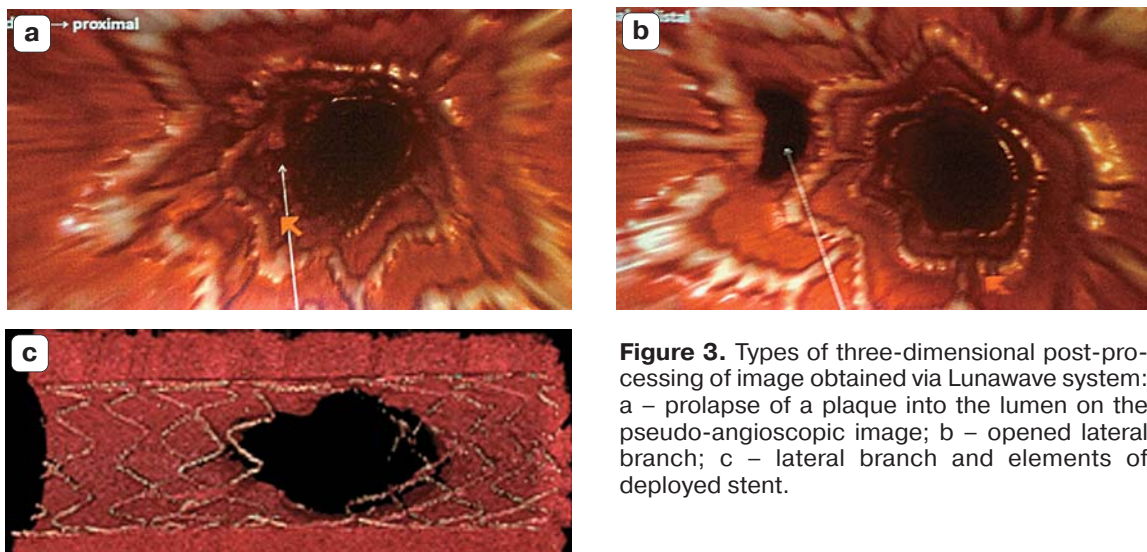 → proximal
a
b
distal
c
Figure 3. Types of three-dimensional post-pro-
cessing of image obtained via Lunawave system:
a – prolapse of a plaque into the lumen on the
pseudo-angioscopic image; b – opened lateral
branch; c – lateral branch and elements of
deployed stent.